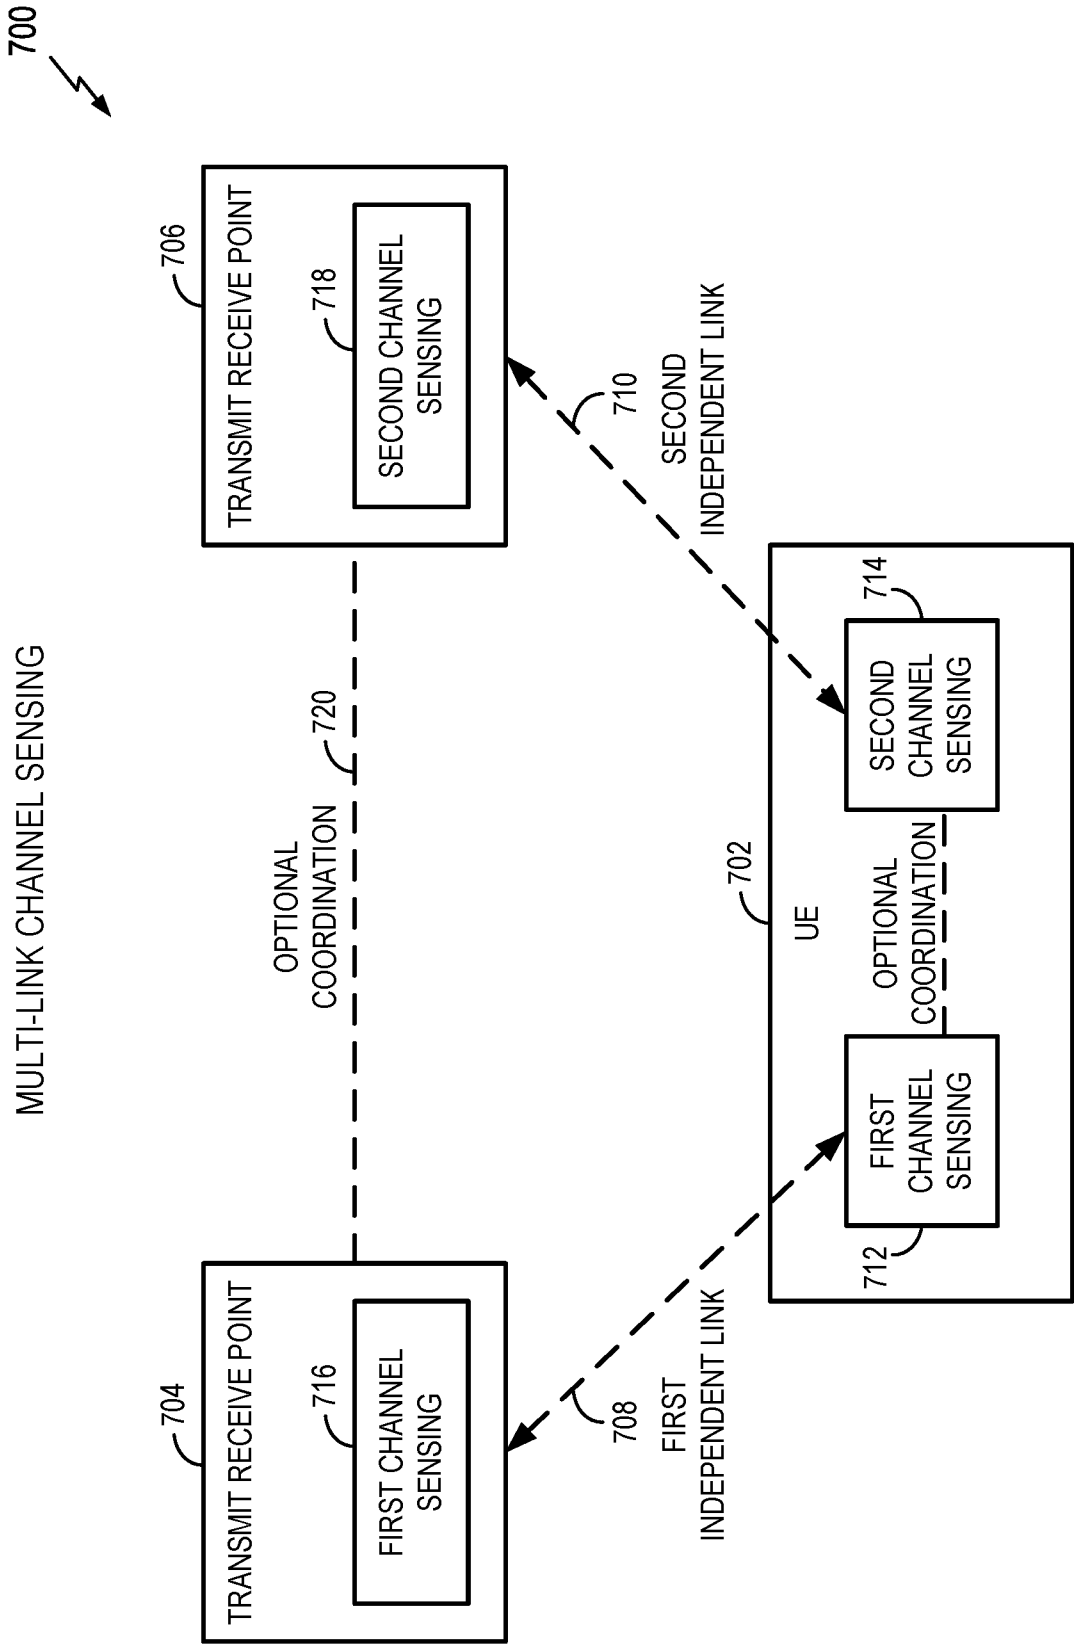 MULTI-LINK CHANNEL SENSING
700
704
TRANSMIT RECEIVE POINT
716
FIRST CHANNEL
SENSING
OPTIONAL
COORDINATION
720
706
TRANSMIT RECEIVE POINT
718
SECOND CHANNEL
SENSING
708
FIRST
INDEPENDENT LINK
710
SECOND
INDEPENDENT LINK
702
UE
712
FIRST
CHANNEL
SENSING
OPTIONAL
COORDINATION
714
SECOND
CHANNEL
SENSING